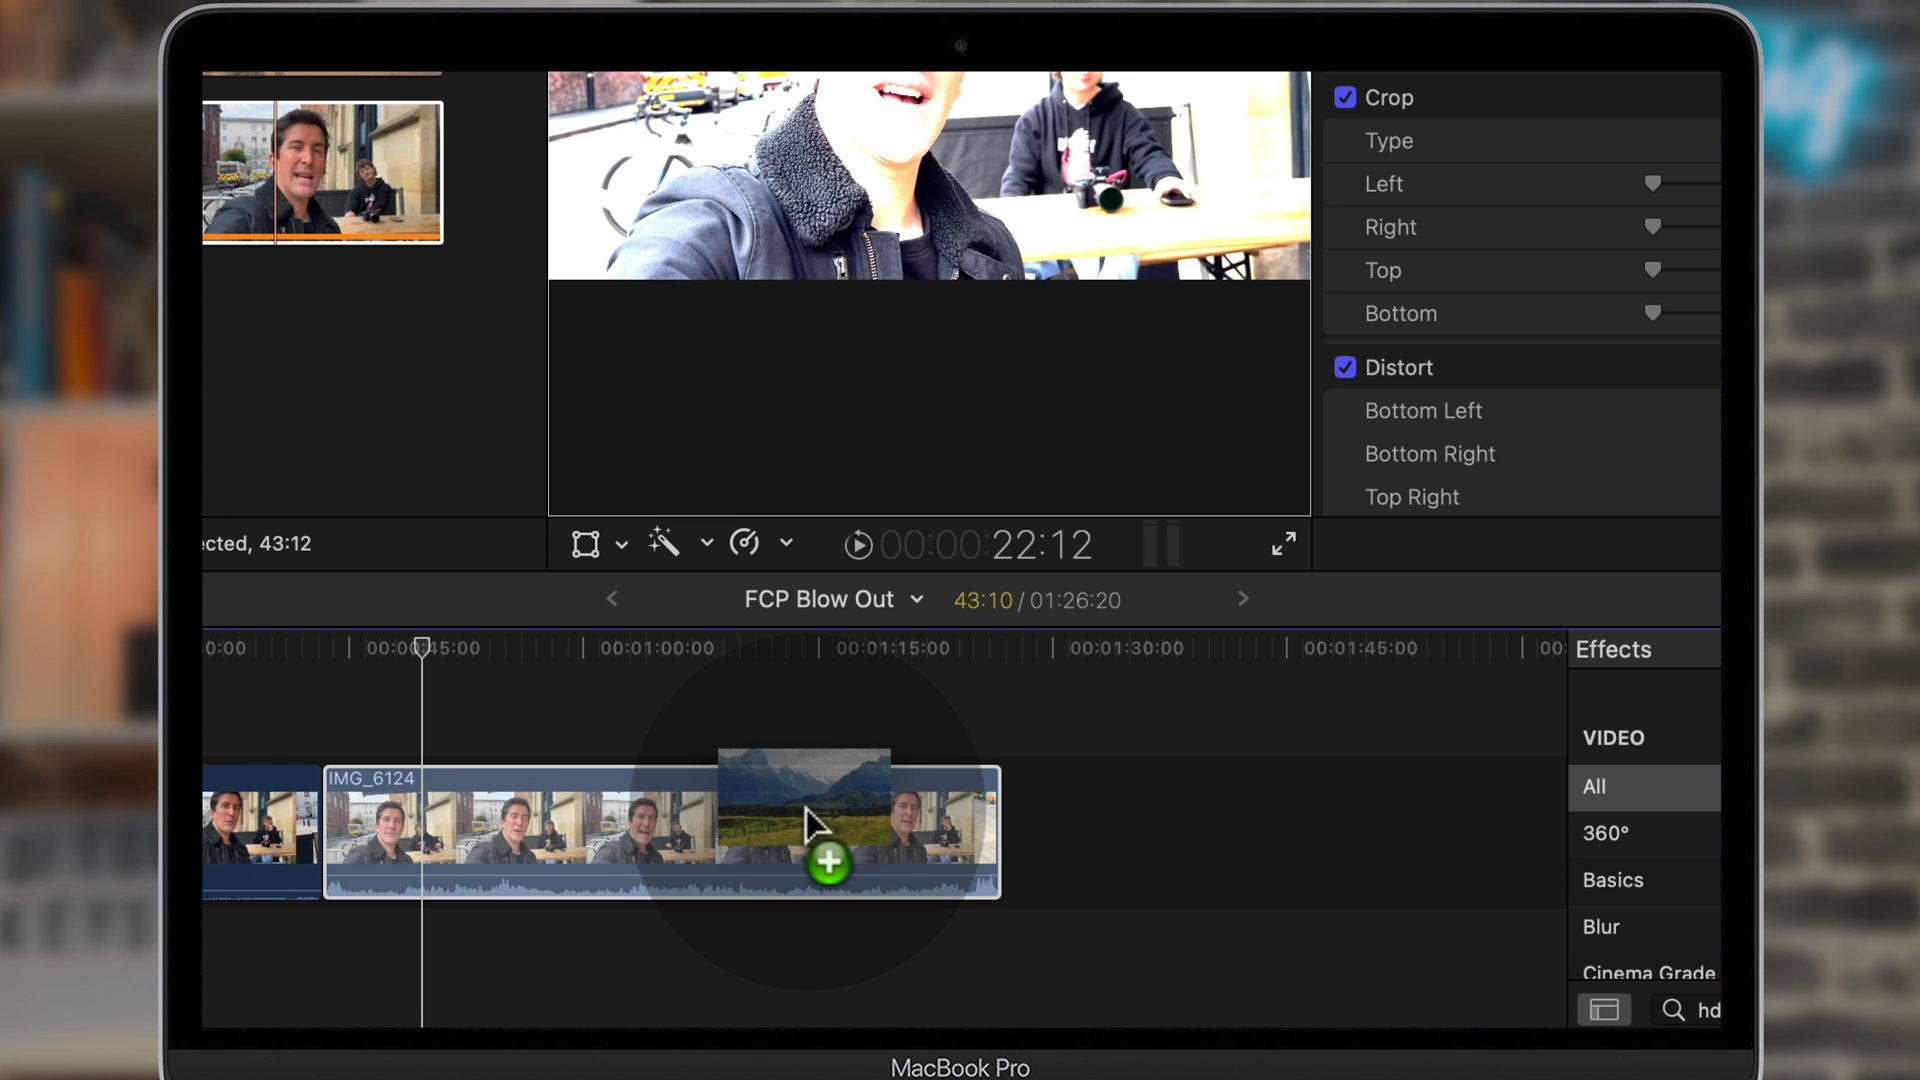 Crop
Type
Left
Right
Top
Bottom
Distort
Bottom Left
Bottom Right
Top Right
ected, 43:12
00:00:22:12
FCP Blow Out
43:10 / 01:26:20
0:00
00:00:45:00
00:01:00:00
00:01:15:00
00:01:30:00
00:01:45:00
00:
Effects
VIDEO
All
360°
Basics
Blur
Cinema Grade
hd
IMG_6124
MacBook Pro